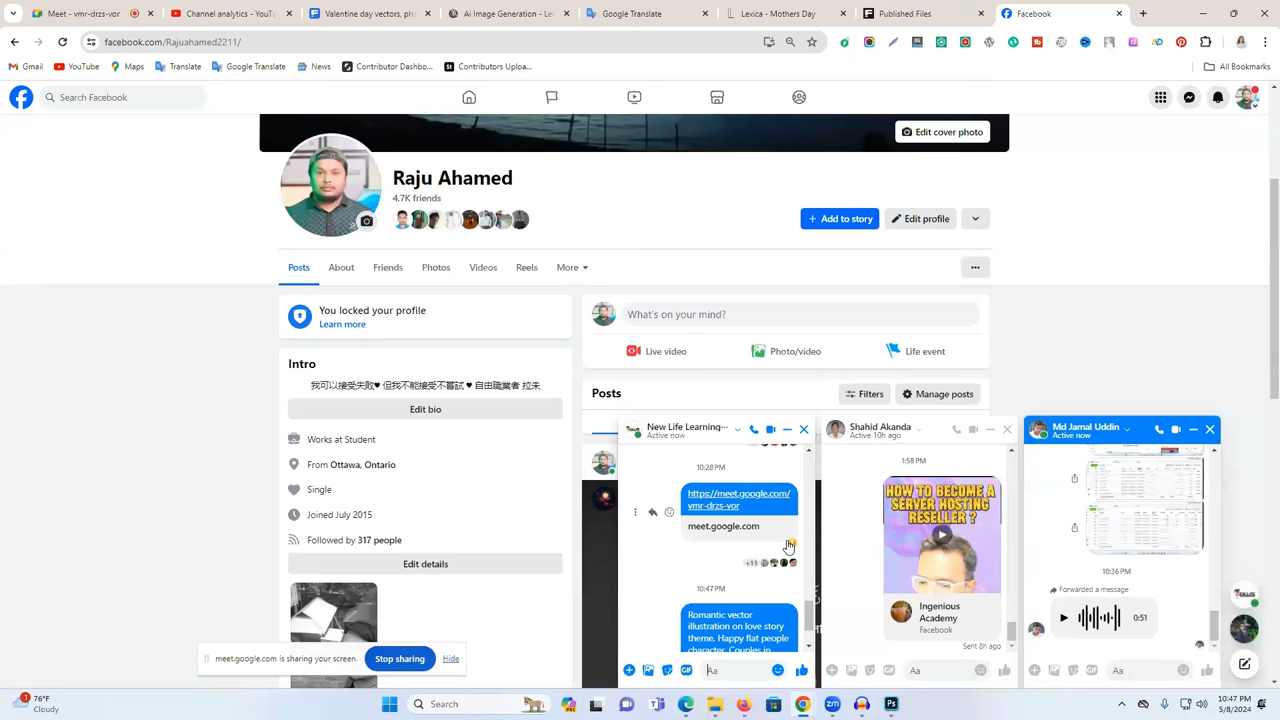 Meet - vmr-drzs-vor
Channel analytics - YouT
Valentine day vectory, ph
Ai Image Generation - Le
Google Translate
Lexica - Mothers Day
Published Files
Facebook
facebook.com/Rajuahamed2211/
Gmail
YouTube
Maps
Translate
Google Translate
News
Contributor Dashbo...
Contributors Uploa...
All Bookmarks
Search Facebook
Edit cover photo
Raju Ahamed
4.7K friends
Add to story
Edit profile
Posts
About
Friends
Photos
Videos
Reels
More
You locked your profile
Learn more
What's on your mind?
Live video
Photo/video
Life event
Intro
我可以接受失敗♥ 但我不能接受不嘗試 ♥ 自由職業者 拉朱
Edit bio
Works at Student
From Ottawa, Ontario
Single
Joined July 2015
Followed by 317 people
Edit details
Posts
Filters
Manage posts
New Life Learning...
Active now
10:28 PM
https://meet.google.com/
vmr-drzs-vor
meet.google.com
+11
10:47 PM
Romantic vector
illustration on love story
theme. Happy flat people
character. Couples in
Aa
Shahid Akanda
Active 10h ago
1:58 PM
HOW TO BECOME A
SERVER HOSTING
RESELLER ?
Ingenious
Academy
Facebook
Sent 8h ago
Aa
Md Jamal Uddin
Active now
10:36 PM
Forwarded a message
0:51
Aa
meet.google.com is sharing your screen.
Stop sharing
Hide
1
76°F
Cloudy
Search
10:47 PM
5/8/2024